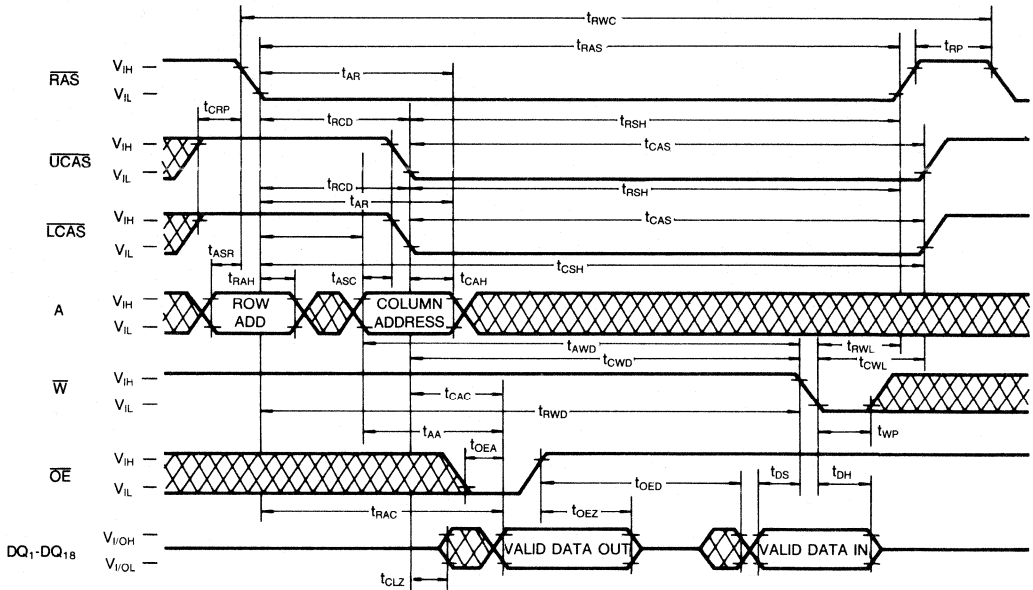 tRWC
tRAS
tRP
RAS
VIH
VIL
tAR
tCRP
tRCD
tRSH
UCAS
VIH
VIL
tCAS
tRCD
tRSH
tAR
LCAS
VIH
VIL
tCAS
tASR
tCSH
tRAH
tASC
tCAH
A
VIH
VIL
ROW ADD
COLUMN ADDRESS
tAWD
tRWL
tCWD
tCWL
W
VIH
VIL
tCAC
tRWD
tWP
tAA
tOEA
OE
VIH
VIL
tOED
tDS
tDH
tRAC
tOEZ
DQ1-DQ18
VI/OH
VI/OL
VALID DATA OUT
VALID DATA IN
tCLZ